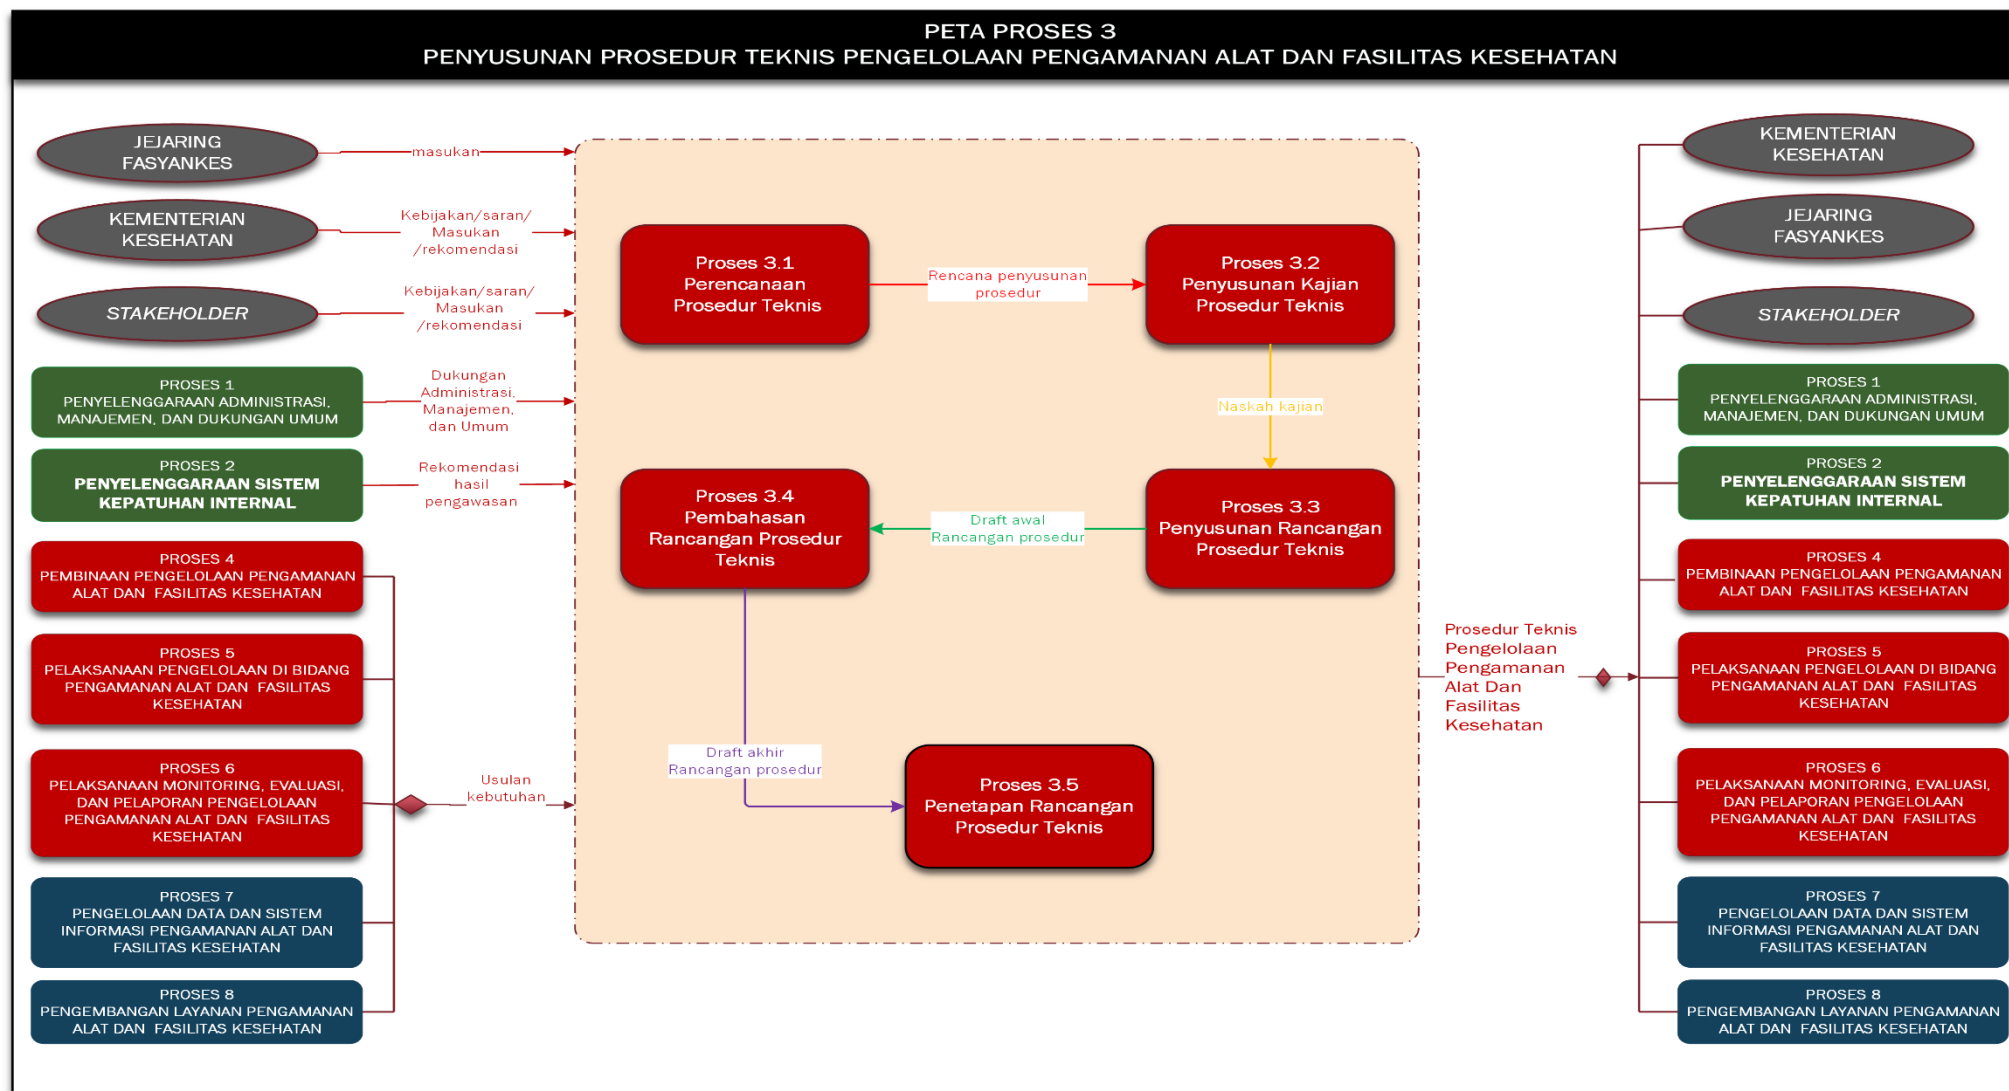 PETA PROSES 3
PENYUSUNAN PROSEDUR TEKNIS PENGELOLAAN PENGAMANAN ALAT DAN FASILITAS KESEHATAN
JEJARING
FASYANKES
masukan
KEMENTERIAN
KESEHATAN
Kebijakan/saran/
Masukan
/rekomendasi
STAKEHOLDER
Kebijakan/saran/
Masukan
/rekomendasi
PROSES 1
PENYELENGGARAAN ADMINISTRASI,
MANAJEMEN, DAN DUKUNGAN UMUM
Dukungan
Administrasi,
Manajemen,
dan Umum
PROSES 2
PENYELENGGARAAN SISTEM
KEPATUHAN INTERNAL
Rekomendasi
hasil
pengawasan
PROSES 4
PEMBINAAN PENGELOLAAN PENGAMANAN
ALAT DAN FASILITAS KESEHATAN
PROSES 5
PELAKSANAAN PENGELOLAAN DI BIDANG
PENGAMANAN ALAT DAN FASILITAS
KESEHATAN
PROSES 6
PELAKSANAAN MONITORING, EVALUASI,
DAN PELAPORAN PENGELOLAAN
PENGAMANAN ALAT DAN FASILITAS
KESEHATAN
PROSES 7
PENGELOLAAN DATA DAN SISTEM
INFORMASI PENGAMANAN ALAT DAN
FASILITAS KESEHATAN
PROSES 8
PENGEMBANGAN LAYANAN PENGAMANAN
ALAT DAN FASILITAS KESEHATAN
Usulan
kebutuhan
Proses 3.1
Perencanaan
Prosedur Teknis
Rencana penyusunan
prosedur
Proses 3.2
Penyusunan Kajian
Prosedur Teknis
Naskah kajian
Proses 3.3
Penyusunan Rancangan
Prosedur Teknis
Draft awal
Rancangan prosedur
Proses 3.4
Pembahasan
Rancangan Prosedur
Teknis
Draft akhir
Rancangan prosedur
Proses 3.5
Penetapan Rancangan
Prosedur Teknis
Prosedur Teknis
Pengelolaan
Pengamanan
Alat Dan
Fasilitas
Kesehatan
KEMENTERIAN
KESEHATAN
JEJARING
FASYANKES
STAKEHOLDER
PROSES 1
PENYELENGGARAAN ADMINISTRASI,
MANAJEMEN, DAN DUKUNGAN UMUM
PROSES 2
PENYELENGGARAAN SISTEM
KEPATUHAN INTERNAL
PROSES 4
PEMBINAAN PENGELOLAAN PENGAMANAN
ALAT DAN FASILITAS KESEHATAN
PROSES 5
PELAKSANAAN PENGELOLAAN DI BIDANG
PENGAMANAN ALAT DAN FASILITAS
KESEHATAN
PROSES 6
PELAKSANAAN MONITORING, EVALUASI,
DAN PELAPORAN PENGELOLAAN
PENGAMANAN ALAT DAN FASILITAS
KESEHATAN
PROSES 7
PENGELOLAAN DATA DAN SISTEM
INFORMASI PENGAMANAN ALAT DAN
FASILITAS KESEHATAN
PROSES 8
PENGEMBANGAN LAYANAN PENGAMANAN
ALAT DAN FASILITAS KESEHATAN